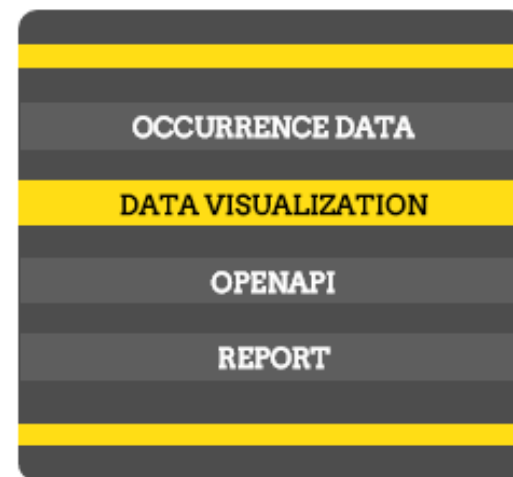 OCCURRENCE DATA
DATA VISUALIZATION
OPENAPI
REPORT